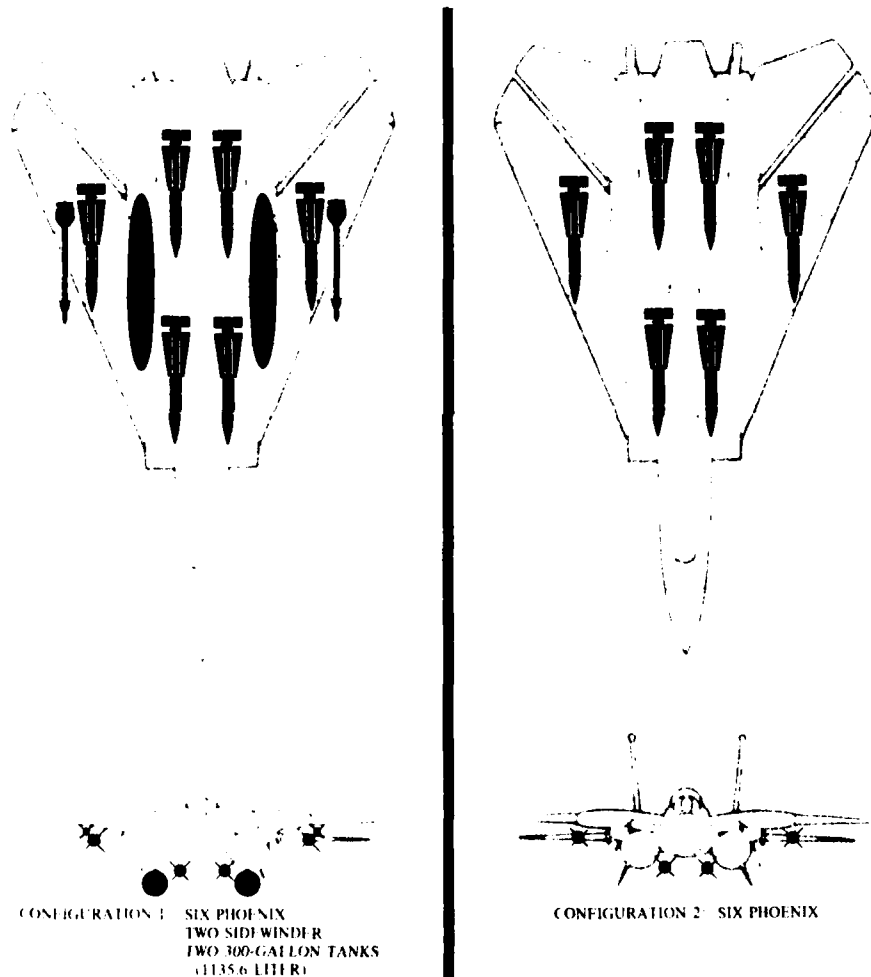 CONFIGURATION 1: SIX PHOENIX
TWO SIDEWINDER
TWO 300-GALLON TANKS
(1135.6 LITER)
CONFIGURATION 2: SIX PHOENIX